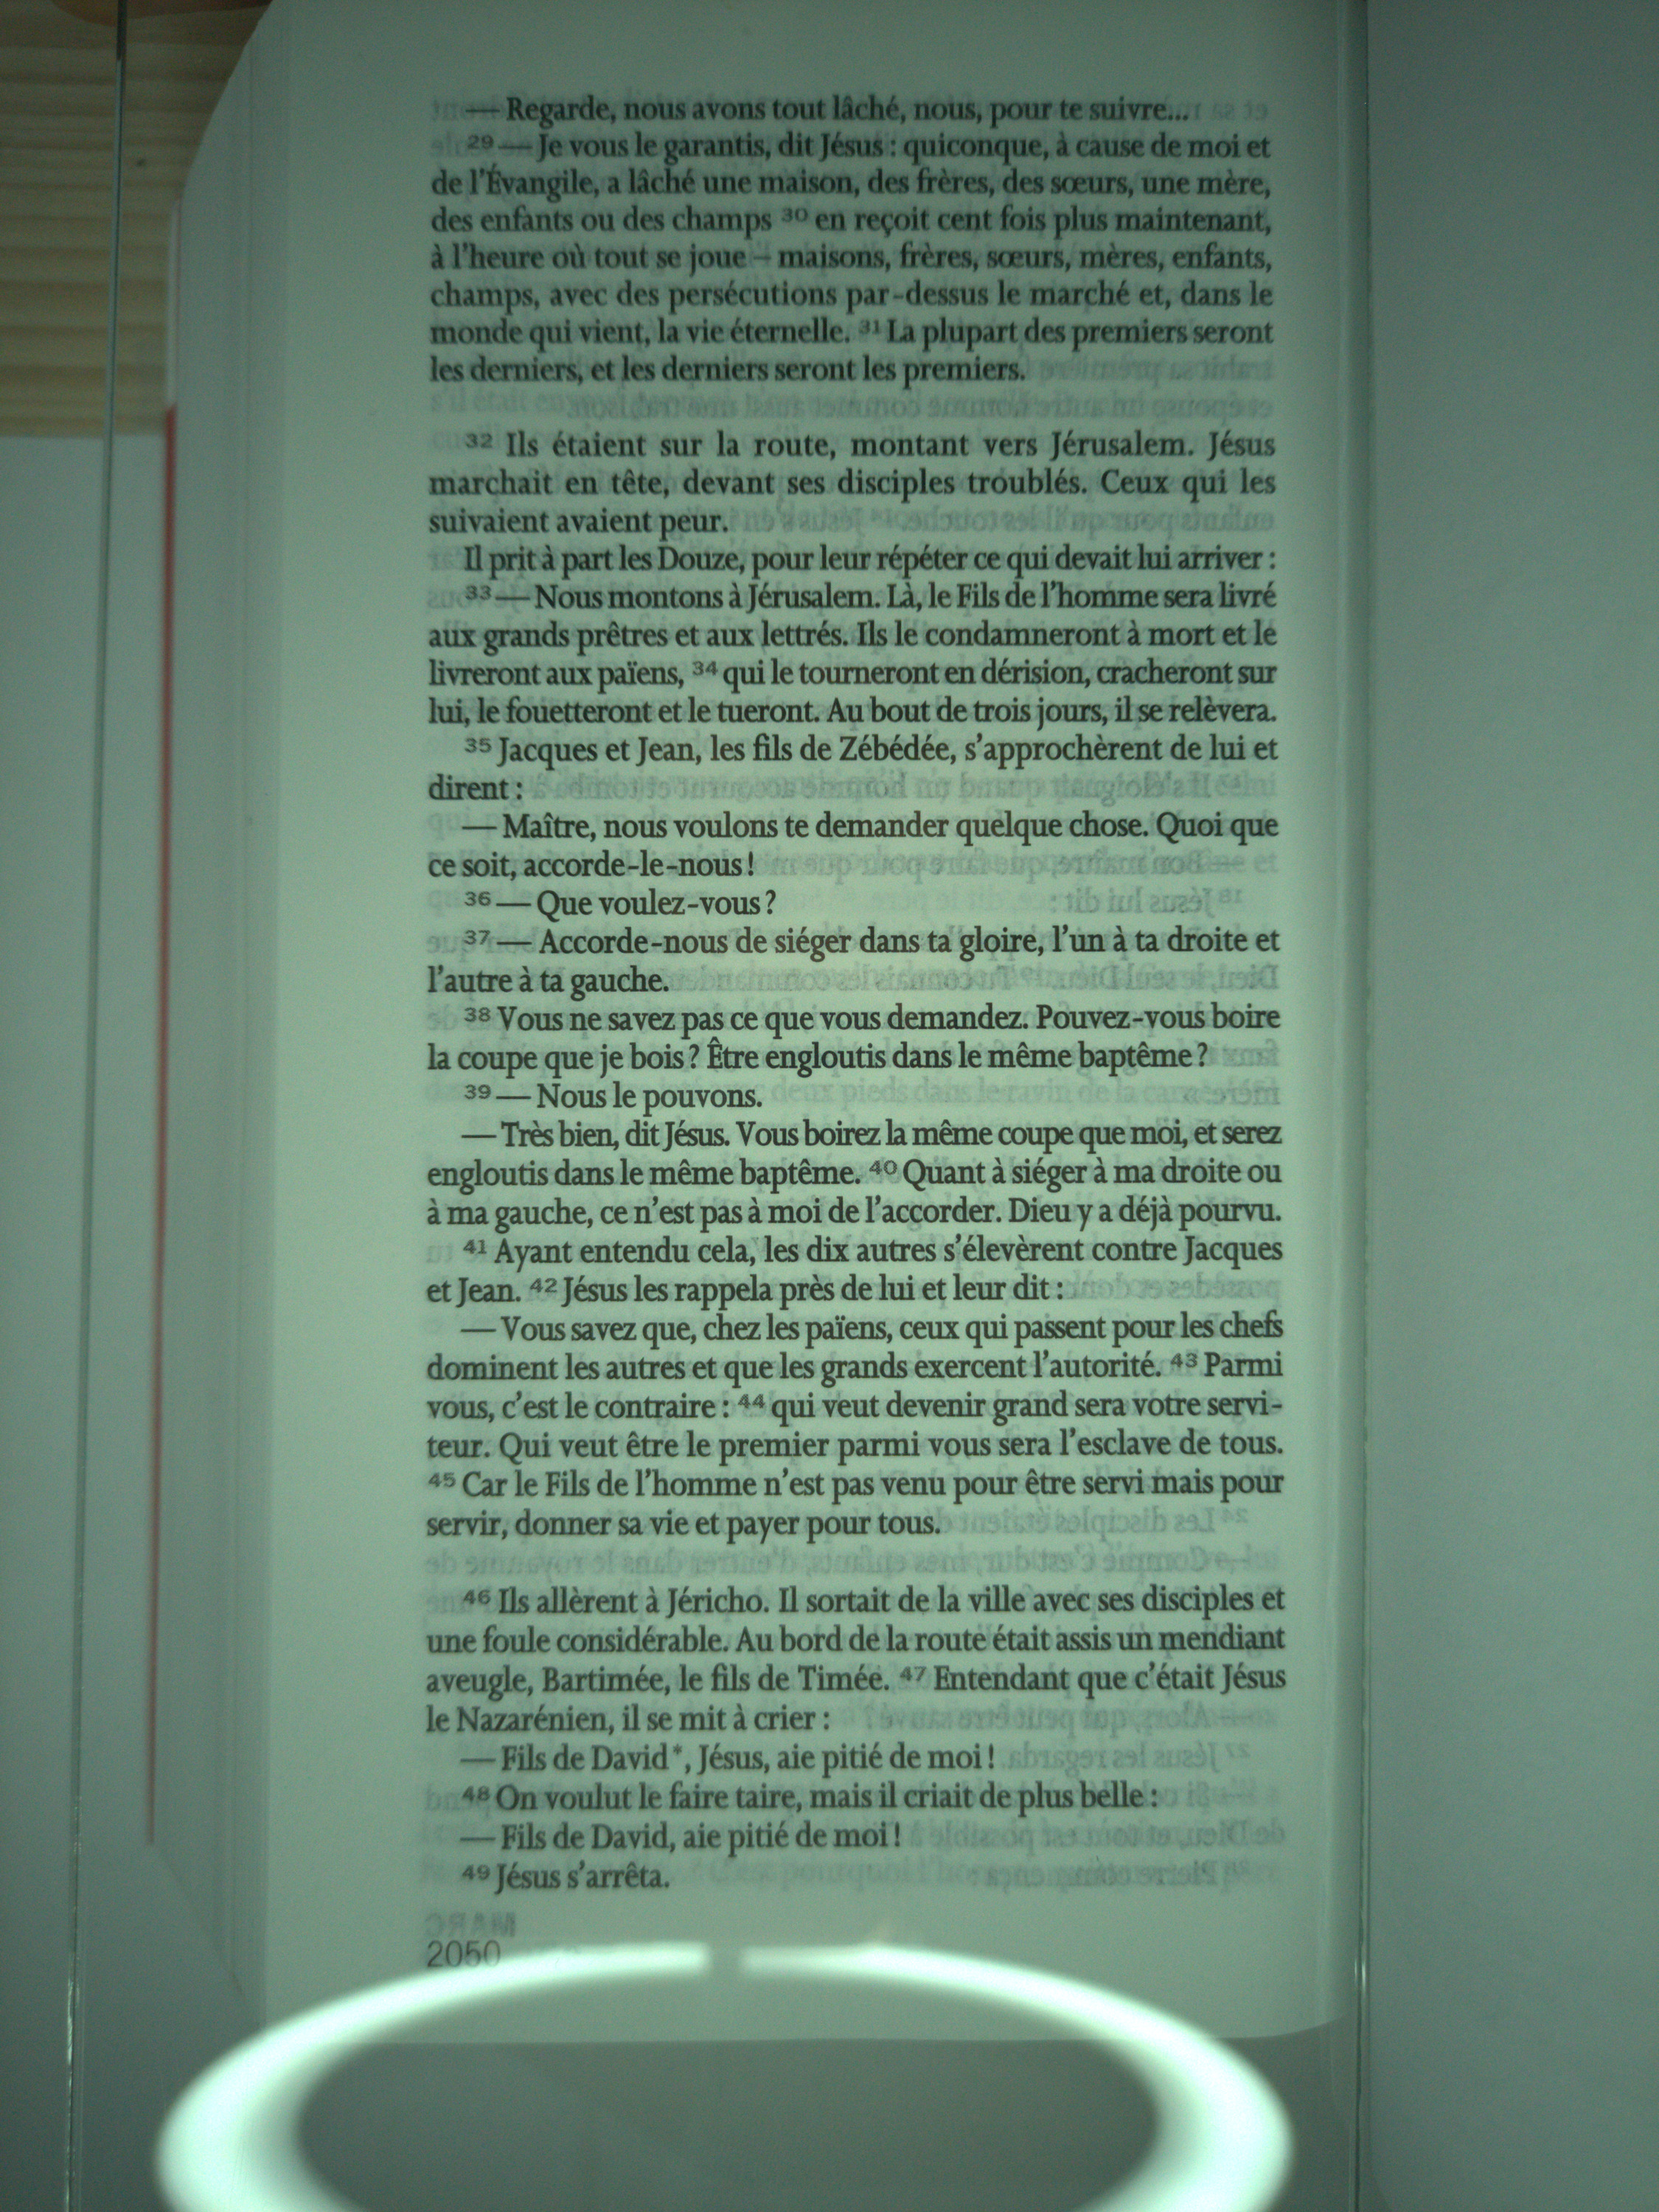 — Regarde, nous avons tout lâché, nous, pour te suivre...
29 — Je vous le garantis, dit Jésus : quiconque, à cause de moi et
de l'Évangile, a lâché une maison, des frères, des sœurs, une mère,
des enfants ou des champs 30 en reçoit cent fois plus maintenant,
à l'heure où tout se joue – maisons, frères, sœurs, mères, enfants,
champs, avec des persécutions par-dessus le marché et, dans le
monde qui vient, la vie éternelle. 31 La plupart des premiers seront
les derniers, et les derniers seront les premiers.
32 Ils étaient sur la route, montant vers Jérusalem. Jésus
marchait en tête, devant ses disciples troublés. Ceux qui les
suivaient avaient peur.
Il prit à part les Douze, pour leur répéter ce qui devait lui arriver :
33 — Nous montons à Jérusalem. Là, le Fils de l'homme sera livré
aux grands prêtres et aux lettrés. Ils le condamneront à mort et le
livreront aux païens, 34 qui le tourneront en dérision, cracheront sur
lui, le fouetteront et le tueront. Au bout de trois jours, il se relèvera.
35 Jacques et Jean, les fils de Zébédée, s'approchèrent de lui et
dirent :
— Maître, nous voulons te demander quelque chose. Quoi que
ce soit, accorde-le-nous !
36 — Que voulez-vous ?
37 — Accorde-nous de siéger dans ta gloire, l'un à ta droite et
l'autre à ta gauche.
38 Vous ne savez pas ce que vous demandez. Pouvez-vous boire
la coupe que je bois ? Être engloutis dans le même baptême ?
39 — Nous le pouvons.
— Très bien, dit Jésus. Vous boirez la même coupe que moi, et serez
engloutis dans le même baptême. 40 Quant à siéger à ma droite ou
à ma gauche, ce n'est pas à moi de l'accorder. Dieu y a déjà pourvu.
41 Ayant entendu cela, les dix autres s'élevèrent contre Jacques
et Jean. 42 Jésus les rappela près de lui et leur dit :
— Vous savez que, chez les païens, ceux qui passent pour les chefs
dominent les autres et que les grands exercent l'autorité. 43 Parmi
vous, c'est le contraire : 44 qui veut devenir grand sera votre servi-
teur. Qui veut être le premier parmi vous sera l'esclave de tous.
45 Car le Fils de l'homme n'est pas venu pour être servi mais pour
servir, donner sa vie et payer pour tous.
46 Ils allèrent à Jéricho. Il sortait de la ville avec ses disciples et
une foule considérable. Au bord de la route était assis un mendiant
aveugle, Bartimée, le fils de Timée. 47 Entendant que c'était Jésus
le Nazarénien, il se mit à crier :
— Fils de David*, Jésus, aie pitié de moi !
48 On voulut le faire taire, mais il criait de plus belle :
— Fils de David, aie pitié de moi !
49 Jésus s'arrêta.
2050